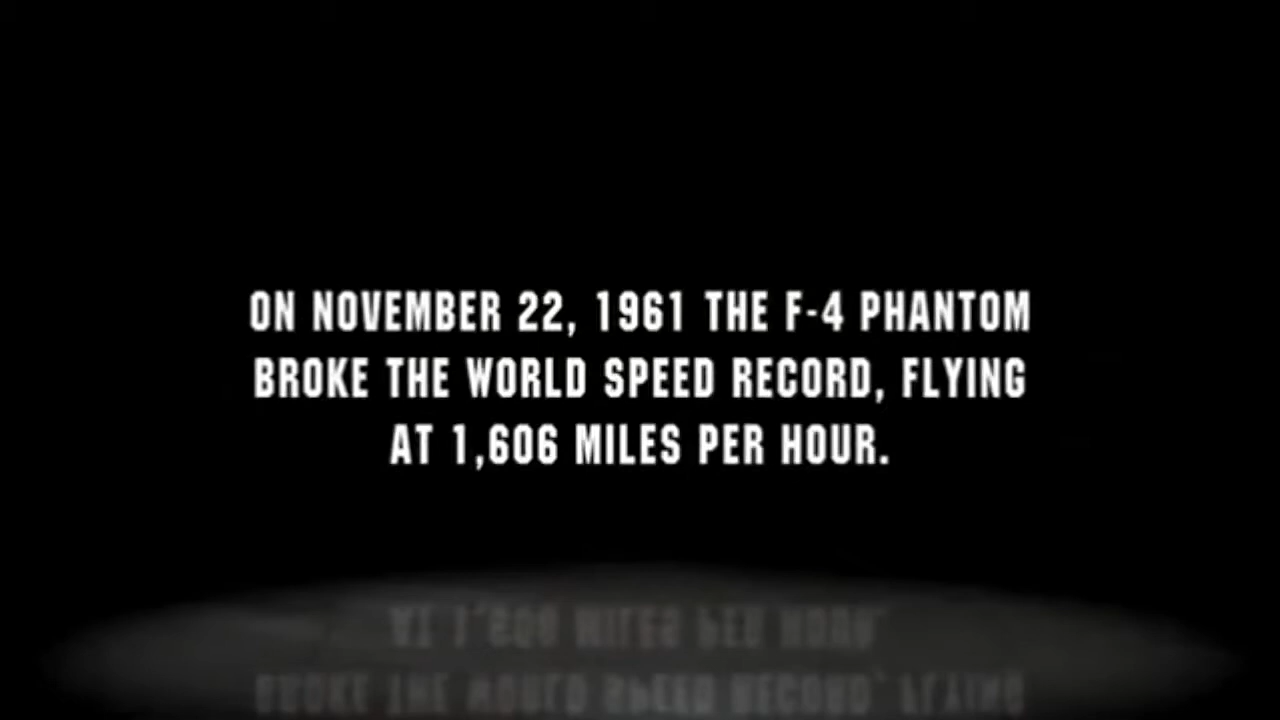 ON NOVEMBER 22, 1961 THE F-4 PHANTOM
BROKE THE WORLD SPEED RECORD, FLYING
AT 1,606 MILES PER HOUR.